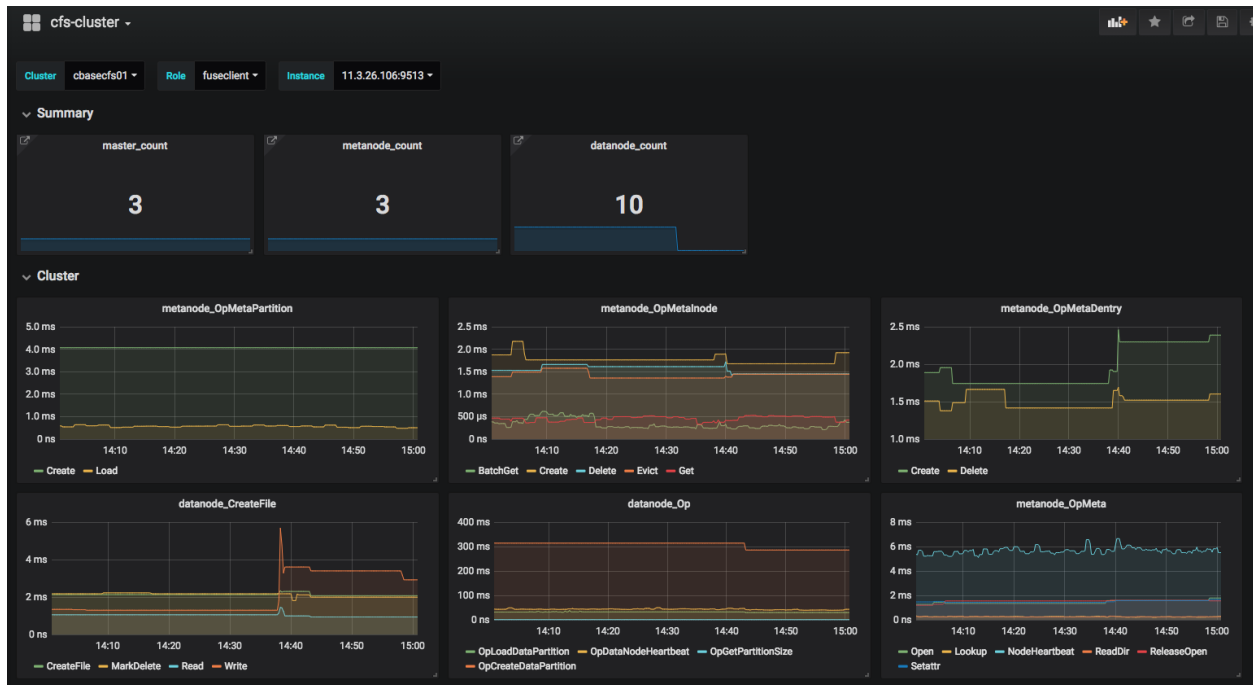 cfs-cluster
Cluster cbasecfs01 Role fuseclient Instance 11.3.26.106:9513
Summary
master_count metanode_count datanode_count
3 3 10
Cluster
metanode_OpMetaPartition
5.0 ms
4.0 ms
3.0 ms
2.0 ms
1.0 ms
0 ns
14:10 14:20 14:30 14:40 14:50 15:00
Create Load
metanode_OpMetaInode
2.5 ms
2.0 ms
1.5 ms
1.0 ms
500 µs
0 ns
14:10 14:20 14:30 14:40 14:50 15:00
BatchGet Create Delete Evict Get
metanode_OpMetaDentry
2.5 ms
2.0 ms
1.5 ms
1.0 ms
14:10 14:20 14:30 14:40 14:50 15:00
Create Delete
datanode_CreateFile
6 ms
4 ms
2 ms
0 ns
14:10 14:20 14:30 14:40 14:50 15:00
CreateFile MarkDelete Read Write
datanode_Op
400 ms
300 ms
200 ms
100 ms
0 ns
14:10 14:20 14:30 14:40 14:50 15:00
OpLoadDataPartition OpDataNodeHeartbeat OpGetPartitionSize
OpCreateDataPartition
metanode_OpMeta
8 ms
6 ms
4 ms
2 ms
0 ns
14:10 14:20 14:30 14:40 14:50 15:00
Open Lookup NodeHeartbeat ReadDir ReleaseOpen
Setattr